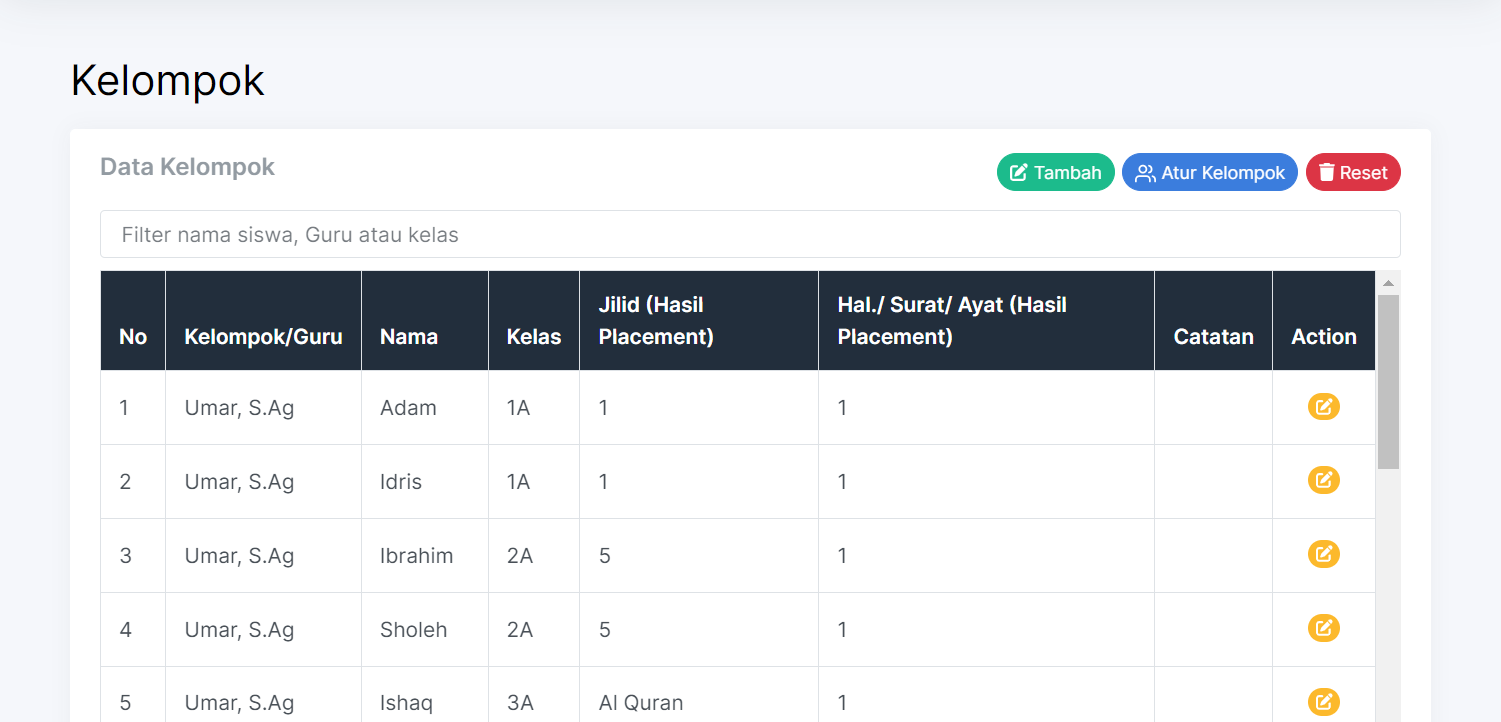 Kelompok
Data Kelompok
Tambah
Atur Kelompok
Reset
Filter nama siswa, Guru atau kelas
No Kelompok/Guru Nama Kelas Jilid (Hasil Placement) Hal./ Surat/ Ayat (Hasil Placement) Catatan Action
1 Umar, S.Ag Adam 1A 1 1
2 Umar, S.Ag Idris 1A 1 1
3 Umar, S.Ag Ibrahim 2A 5 1
4 Umar, S.Ag Sholeh 2A 5 1
5 Umar, S.Ag Ishaq 3A Al Quran 1